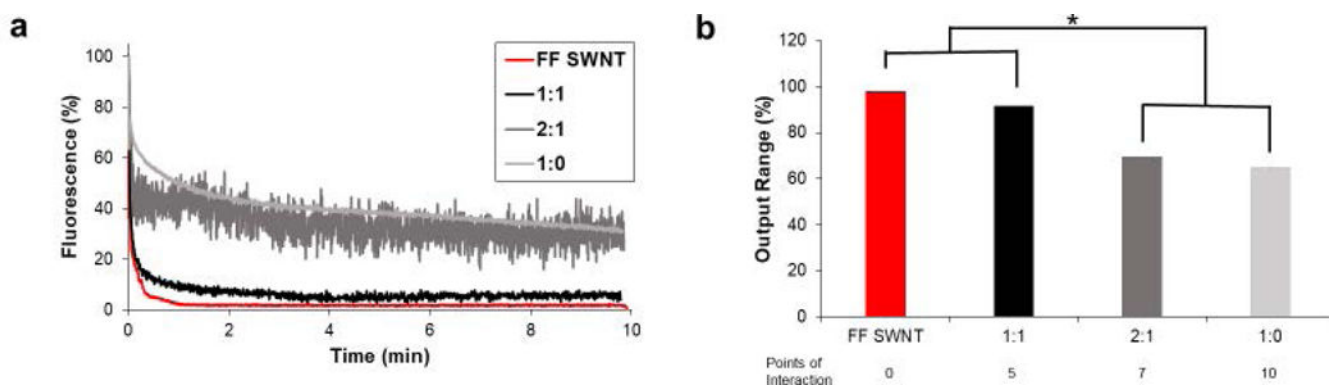 a
100
80
60
40
20
0
Fluorescence (%)
0 2 4 6 8 10
Time (min)
FF SWNT
1:1
2:1
1:0
b
*
120
100
80
60
40
20
0
Output Range (%)
FF SWNT 1:1 2:1 1:0
Points of
Interaction 0 5 7 10